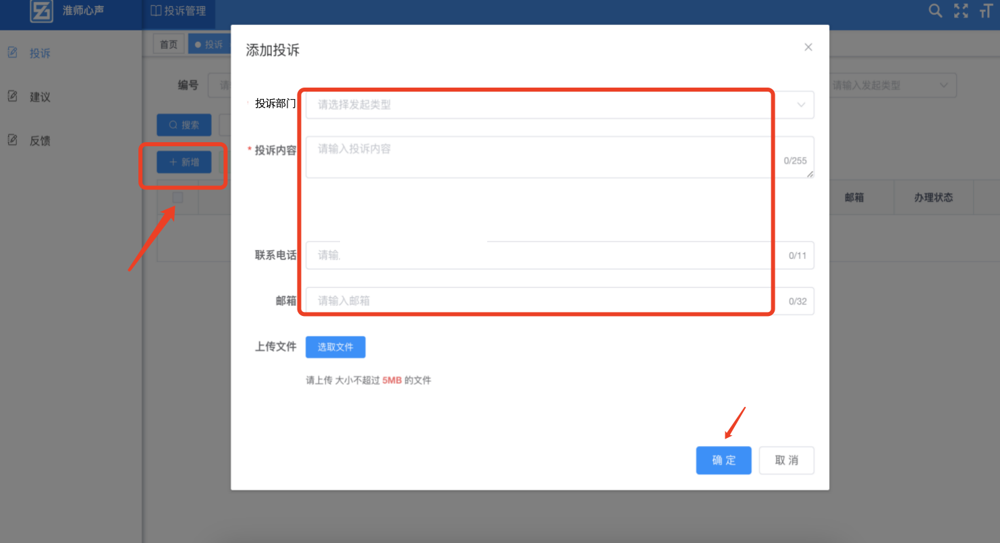 淮师心声
投诉管理
投诉
建议
反馈
首页
投诉
编号
请
请输入发起类型
搜索
新增
邮箱
办理状态
添加投诉
投诉部门
请选择发起类型
* 投诉内容
请输入投诉内容
0/255
联系电话
请输
0/11
邮箱
请输入邮箱
0/32
上传文件
选取文件
请上传 大小不超过 5MB 的文件
确 定
取 消